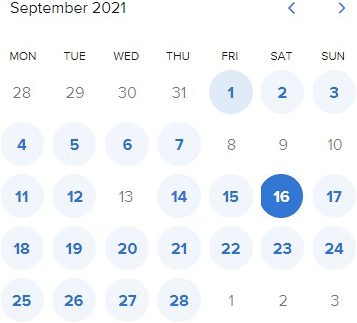 September 2021
MON TUE WED THU FRI SAT SUN
28 29 30 31 1 2 3
4 5 6 7 8 9 10
11 12 13 14 15 16 17
18 19 20 21 22 23 24
25 26 27 28 1 2 3